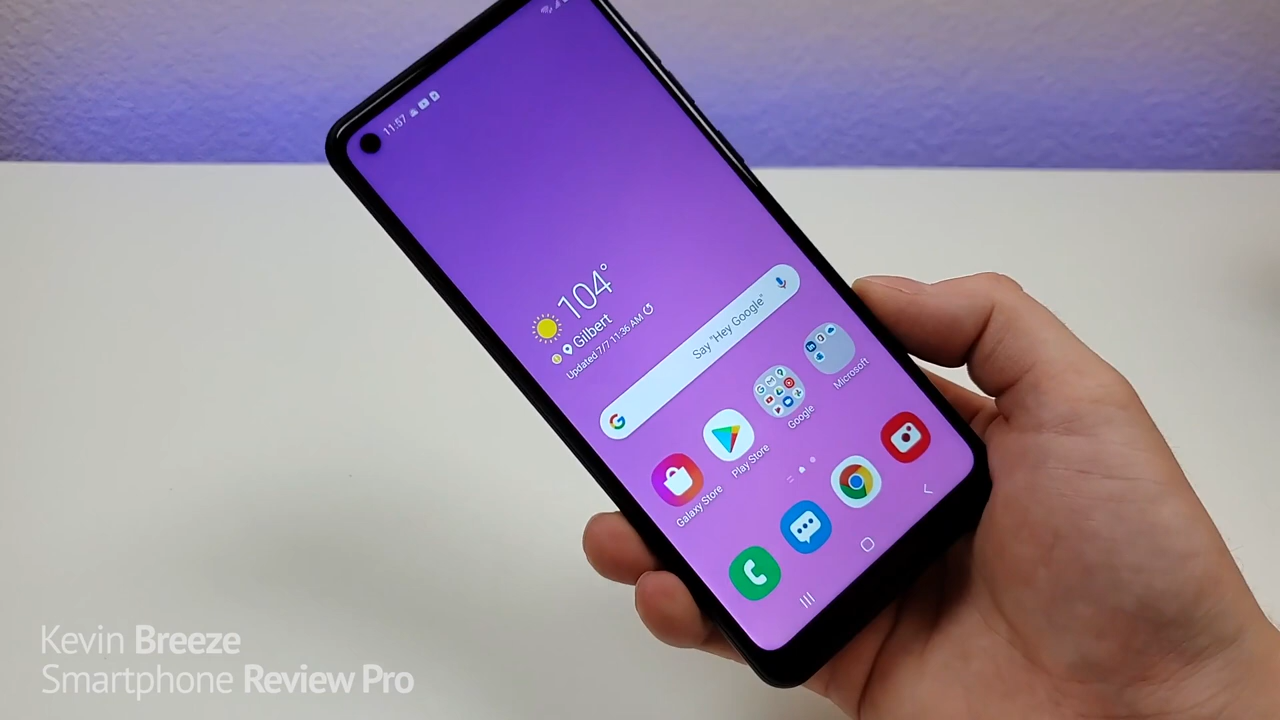 11:57
104°
Gilbert
Updated 7/7 11:36 AM
Say "Hey Google"
Galaxy Store
Play Store
Google
Microsoft
Kevin Breeze
Smartphone Review Pro